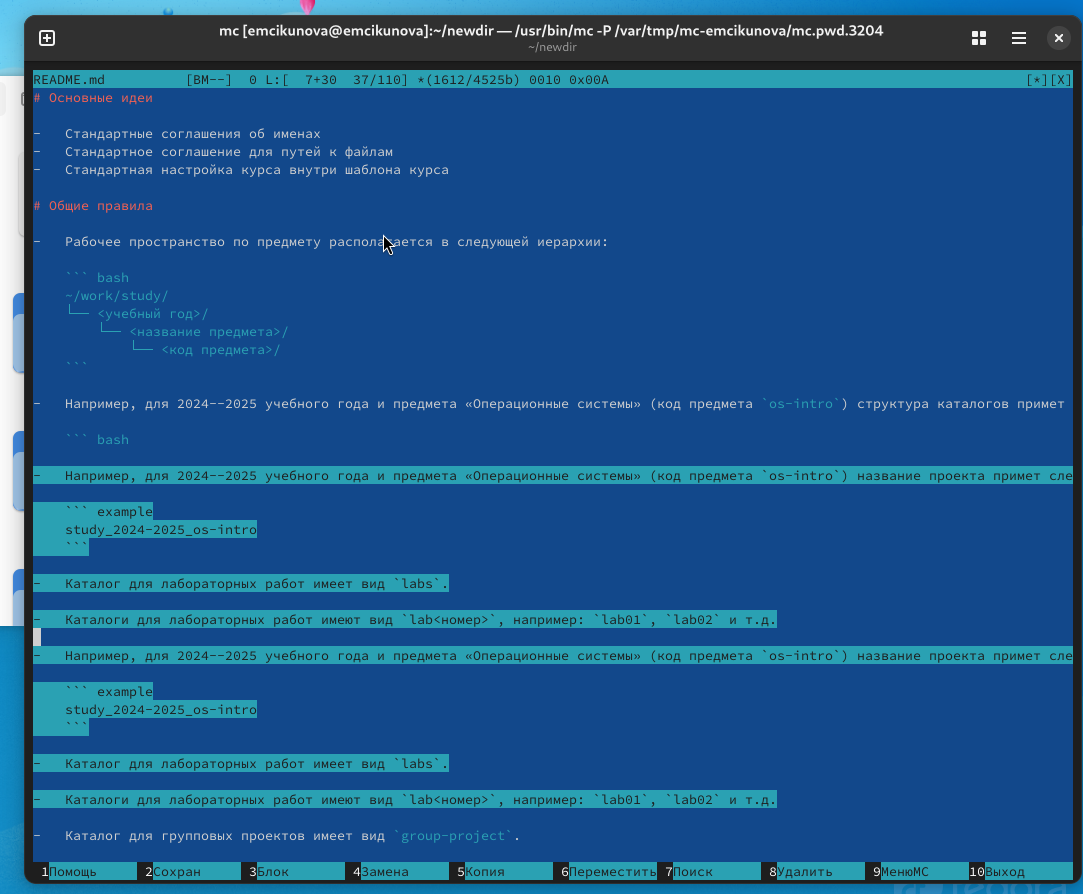 mc [emcikunova@emcikunova]:~/newdir — /usr/bin/mc -P /var/tmp/mc-emcikunova/mc.pwd.3204
~/newdir
README.md          [BM--]  0 L:[  7+30  37/110] *(1612/4525b) 0010 0x00A [*][X]
# Основные идеи
-   Стандартные соглашения об именах
-   Стандартное соглашение для путей к файлам
-   Стандартная настройка курса внутри шаблона курса
# Общие правила
-   Рабочее пространство по предмету располагается в следующей иерархии:
    ``` bash
    ~/work/study/
    └── <учебный год>/
        └── <название предмета>/
            └── <код предмета>/
    ```
-   Например, для 2024--2025 учебного года и предмета «Операционные системы» (код предмета `os-intro`) структура каталогов примет
    ``` bash
-   Например, для 2024--2025 учебного года и предмета «Операционные системы» (код предмета `os-intro`) название проекта примет сле
    ``` example
    study_2024-2025_os-intro
    ```
-   Каталог для лабораторных работ имеет вид `labs`.
-   Каталоги для лабораторных работ имеют вид `lab<номер>`, например: `lab01`, `lab02` и т.д.
-   Например, для 2024--2025 учебного года и предмета «Операционные системы» (код предмета `os-intro`) название проекта примет сле
    ``` example
    study_2024-2025_os-intro
    ```
-   Каталог для лабораторных работ имеет вид `labs`.
-   Каталоги для лабораторных работ имеют вид `lab<номер>`, например: `lab01`, `lab02` и т.д.
-   Каталог для групповых проектов имеет вид `group-project`.
1Помощь 2Сохран 3Блок 4Замена 5Копия 6Переместить 7Поиск 8Удалить 9МенюMC 10Выход